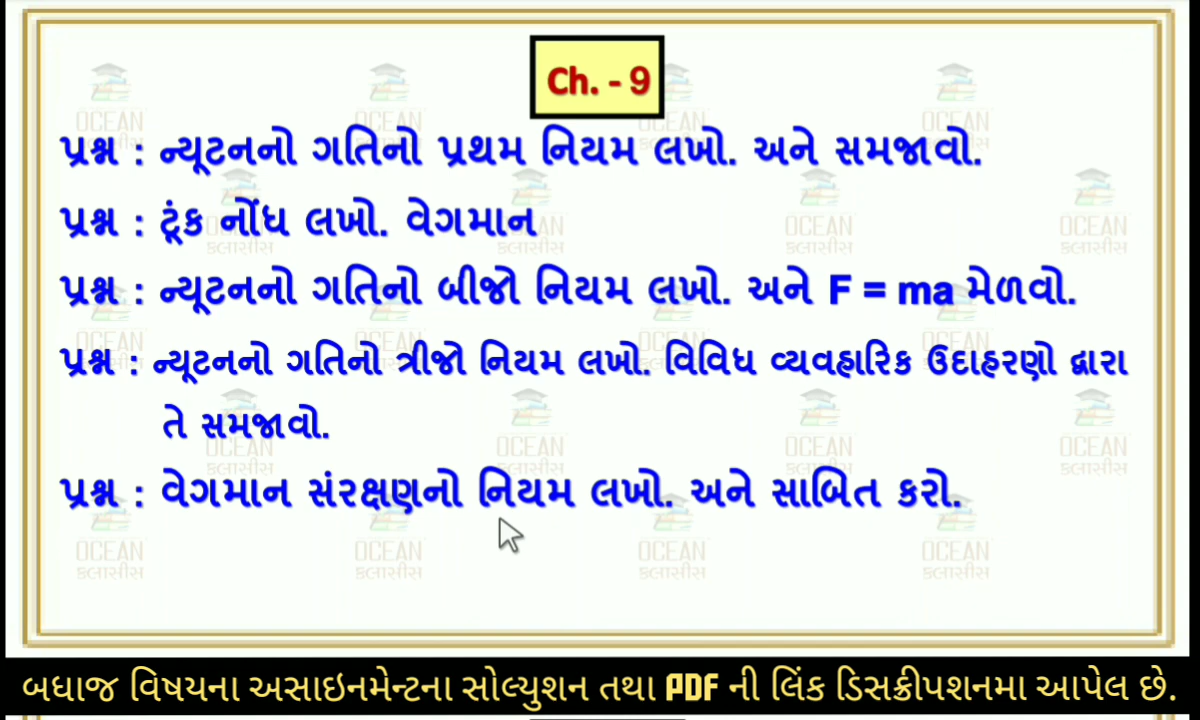 Ch. - 9
પ્રશ્ન : ન્યૂટનનો ગતિનો પ્રથમ નિયમ લખો. અને સમજાવો.
પ્રશ્ન : ટૂંક નોંધ લખો. વેગમાન
પ્રશ્ન : ન્યૂટનનો ગતિનો બીજો નિયમ લખો. અને F = ma મેળવો.
પ્રશ્ન : ન્યૂટનનો ગતિનો ત્રીજો નિયમ લખો. વિવિધ વ્યવહારિક ઉદાહરણો દ્વારા
તે સમજાવો.
પ્રશ્ન : વેગમાન સંરક્ષણનો નિયમ લખો. અને સાબિત કરો.
OCEAN
કલાસીસ
બધાજ વિષયના અસાઇનમેન્ટના સોલ્યુશન તથા PDF ની લિંક ડિસક્રીપશનમા આપેલ છે.